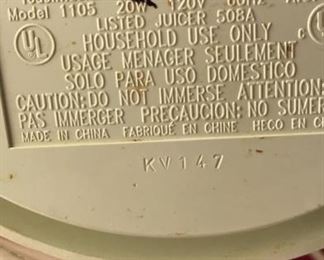 Model 1105 20W 120V 60HZ
LISTED JUICER 508A
UL
HOUSEHOLD USE ONLY
USAGE MENAGER SEULEMENT
SOLO PARA USO DOMESTICO
CAUTION: DO NOT IMMERSE ATTENTION:
PAS IMMERGER PRECAUCION: NO SUMER
MADE IN CHINA FABRIQUÉ EN CHINE HECO EN C
KV147